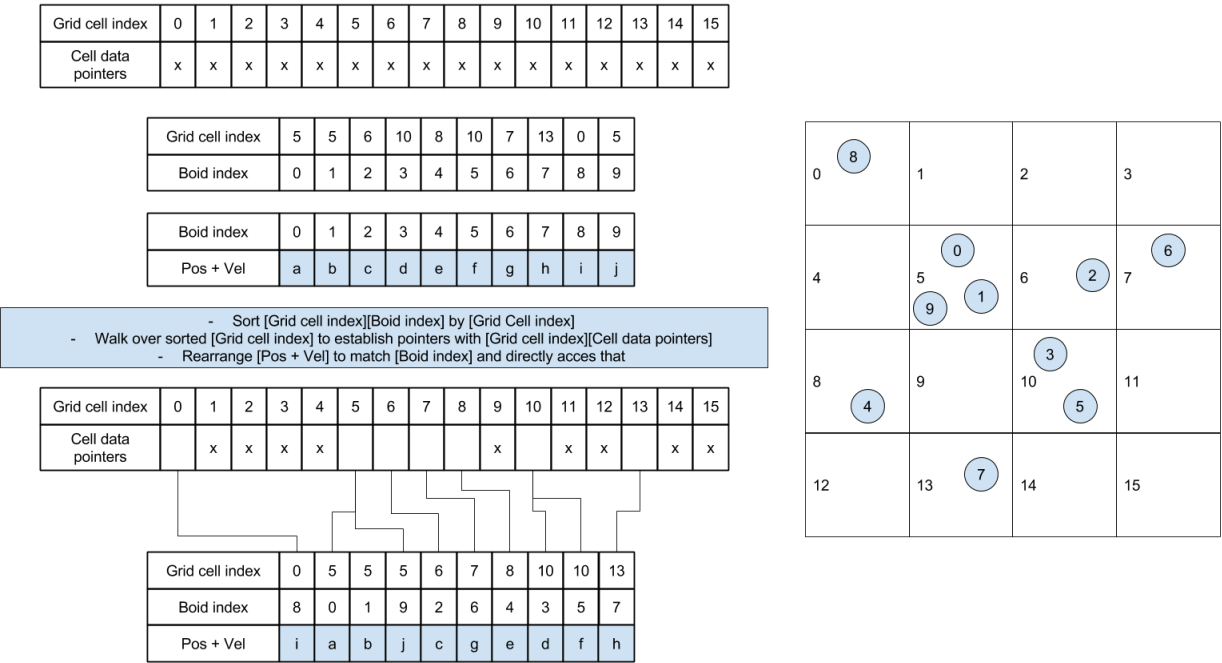 Grid cell index 0 1 2 3 4 5 6 7 8 9 10 11 12 13 14 15
Cell data
pointers x x x x x x x x x x x x x x x x
Grid cell index 5 5 6 10 8 10 7 13 0 5
Boid index 0 1 2 3 4 5 6 7 8 9
Boid index 0 1 2 3 4 5 6 7 8 9
Pos + Vel a b c d e f g h i j
- Sort [Grid cell index][Boid index] by [Grid Cell index]
- Walk over sorted [Grid cell index] to establish pointers with [Grid cell index][Cell data pointers]
- Rearrange [Pos + Vel] to match [Boid index] and directly acces that
Grid cell index 0 1 2 3 4 5 6 7 8 9 10 11 12 13 14 15
Cell data
pointers x x x x x x x x x
Grid cell index 0 5 5 5 6 7 8 10 10 13
Boid index 8 0 1 9 2 6 4 3 5 7
Pos + Vel i a b j c g e d f h
8
0 1 2 3
0 6
4 5 6 2 7
9 1
3
8 9 10 11
4 5
7
12 13 14 15